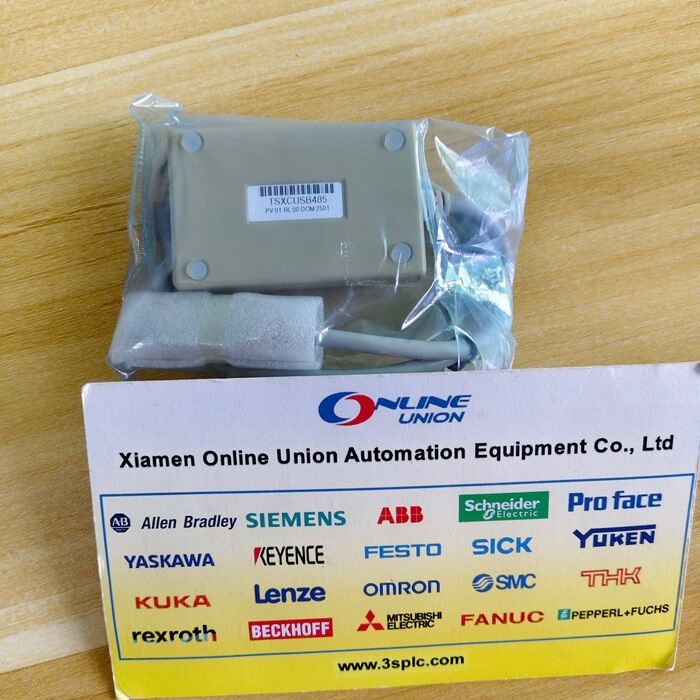 TSXCUSB485
PV:01 RL:00 DOM:2501
ONLINE
UNION
Xiamen Online Union Automation Equipment Co., Ltd
AB Allen Bradley SIEMENS ABB Schneider Electric Pro face
YASKAWA KEYENCE FESTO SICK YUKEN
KUKA Lenze OMRON SMC THK
rexroth BECKHOFF MITSUBISHI ELECTRIC FANUC PEPPERL+FUCHS
www.3splc.com